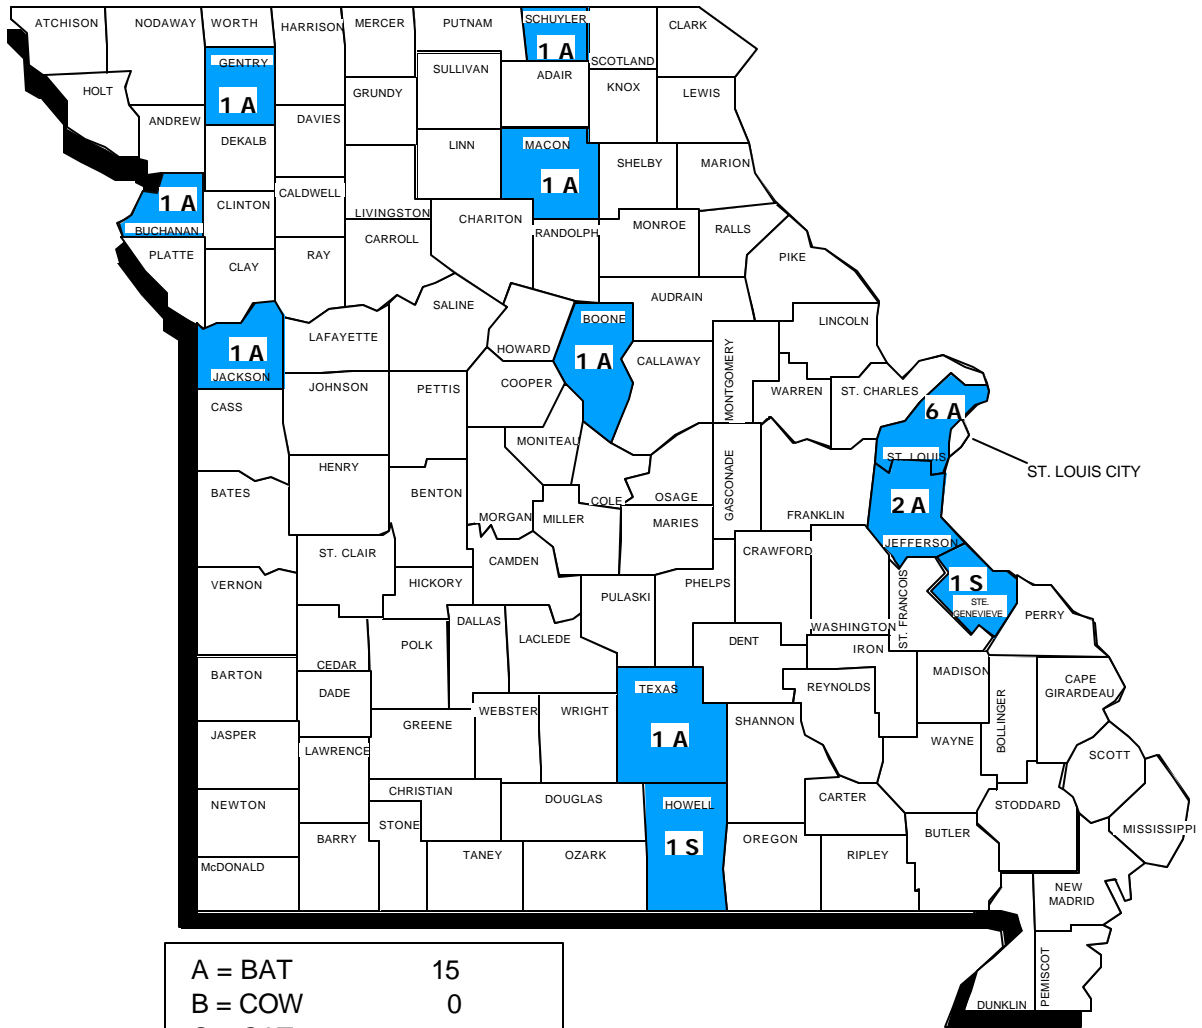 ATCHISON NODAWAY WORTH HARRISON MERCER PUTNAM SCHUYLER CLARK
1 A
SCOTLAND
GENTRY SULLIVAN ADAIR
HOLT 1 A GRUNDY KNOX LEWIS
ANDREW DAVIES
DEKALB LINN MACON SHELBY MARION
1 A
1 A CLINTON CALDWELL LIVINGSTON CHARITON
BUCHANAN CARROLL RANDOLPH MONROE RALLS
PLATTE CLAY RAY PIKE
SALINE AUDRAIN
BOONE LINCOLN
LAFAYETTE HOWARD
1 A 1 A CALLAWAY MONTGOMERY
JACKSON JOHNSON PETTIS COOPER WARREN ST. CHARLES
CASS 6 A
MONITEAU ST. LOUIS
HENRY ST. LOUIS CITY
BATES BENTON COLE OSAGE GASCONADE 2 A
MORGAN MILLER MARIES FRANKLIN
ST. CLAIR CAMDEN CRAWFORD JEFFERSON
VERNON HICKORY PULASKI PHELPS ST. FRANCOIS 1 S
STE.
GENEVIEVE
DALLAS LACLEDE WASHINGTON PERRY
POLK DENT IRON
CEDAR
BARTON DADE TEXAS REYNOLDS MADISON CAPE
GIRARDEAU
GREENE WEBSTER WRIGHT SHANNON BOLLINGER
JASPER LAWRENCE 1 A WAYNE SCOTT
CHRISTIAN DOUGLAS HOWELL CARTER STODDARD
NEWTON STONE MISSISSIPPI
BARRY 1 S OREGON BUTLER
McDONALD TANEY OZARK RIPLEY
NEW
MADRID
PEMISCOT
DUNKLIN
A = BAT 15
B = COW 0